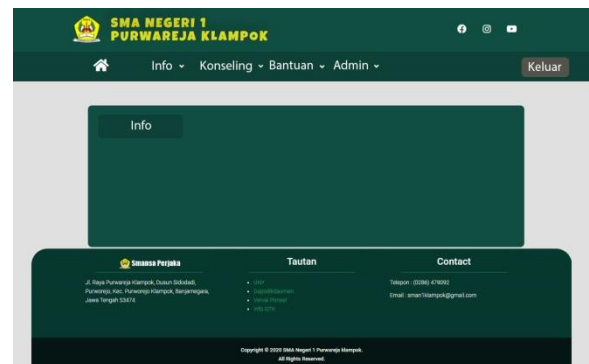 SMA NEGERI 1
PURWAREJA KLAMPOK
Info Konseling Bantuan Admin Keluar
Info
Smansa Perjaka
Tautan
Contact
Jl. Raya Purwareja Klampok, Dusun Sidodadi,
Purworejo, Kec. Purworejo Klampok, Banjarnegara,
Jawa Tengah 53474
Telepon : (0286) 479092
Email : sman1klampok@gmail.com
Copyright © 2020 SMA Negeri 1 Purwareja klampok.
All Rights Reserved.